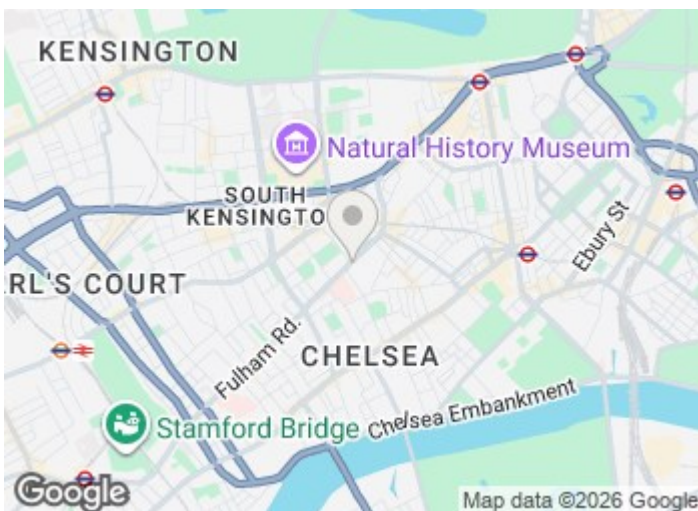 KENSINGTON
Natural History Museum
SOUTH
KENSINGTO
Ebury St
RL'S COURT
Fulham Rd.
CHELSEA
Chelsea Embankment
Stamford Bridge
Google
Map data ©2026 Google